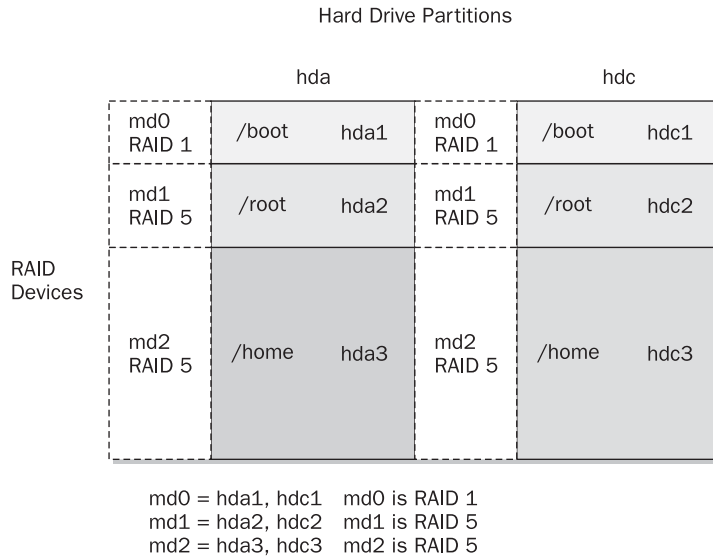 Hard Drive Partitions
hda hdc
md0 RAID 1 /boot hda1 md0 RAID 1 /boot hdc1
md1 RAID 5 /root hda2 md1 RAID 5 /root hdc2
RAID Devices
md2 RAID 5 /home hda3 md2 RAID 5 /home hdc3
md0 = hda1, hdc1 md0 is RAID 1
md1 = hda2, hdc2 md1 is RAID 5
md2 = hda3, hdc3 md2 is RAID 5